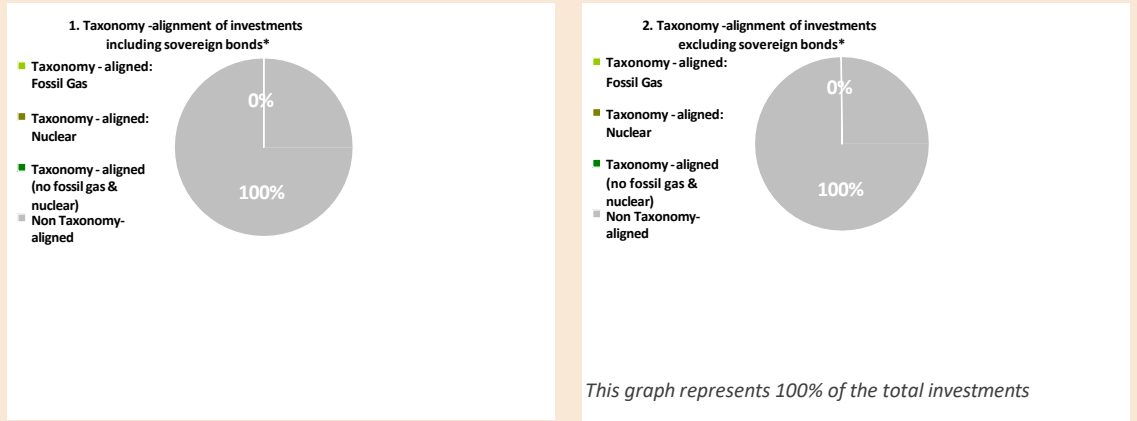 1. Taxonomy -alignment of investments
including sovereign bonds*
Taxonomy - aligned:
Fossil Gas
Taxonomy - aligned:
Nuclear
Taxonomy - aligned
(no fossil gas &
nuclear)
Non Taxonomy-
aligned
0%
100%
2. Taxonomy -alignment of investments
excluding sovereign bonds*
Taxonomy - aligned:
Fossil Gas
Taxonomy - aligned:
Nuclear
Taxonomy - aligned
(no fossil gas &
nuclear)
Non Taxonomy-
aligned
0%
100%
This graph represents 100% of the total investments